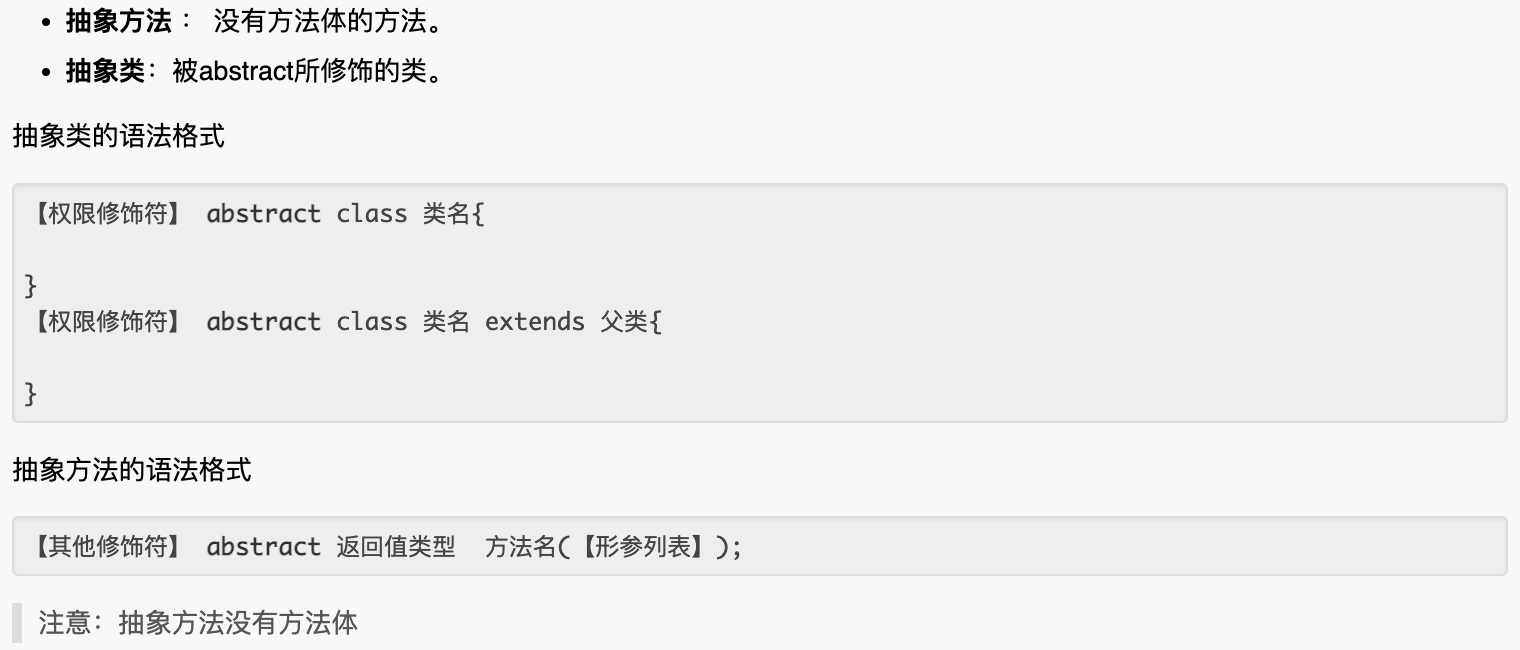 • 抽象方法 ： 没有方法体的方法。
• 抽象类：被abstract所修饰的类。
抽象类的语法格式
【权限修饰符】 abstract class 类名{
}
【权限修饰符】 abstract class 类名 extends 父类{
}
抽象方法的语法格式
【其他修饰符】 abstract 返回值类型  方法名(【形参列表】);
注意：抽象方法没有方法体